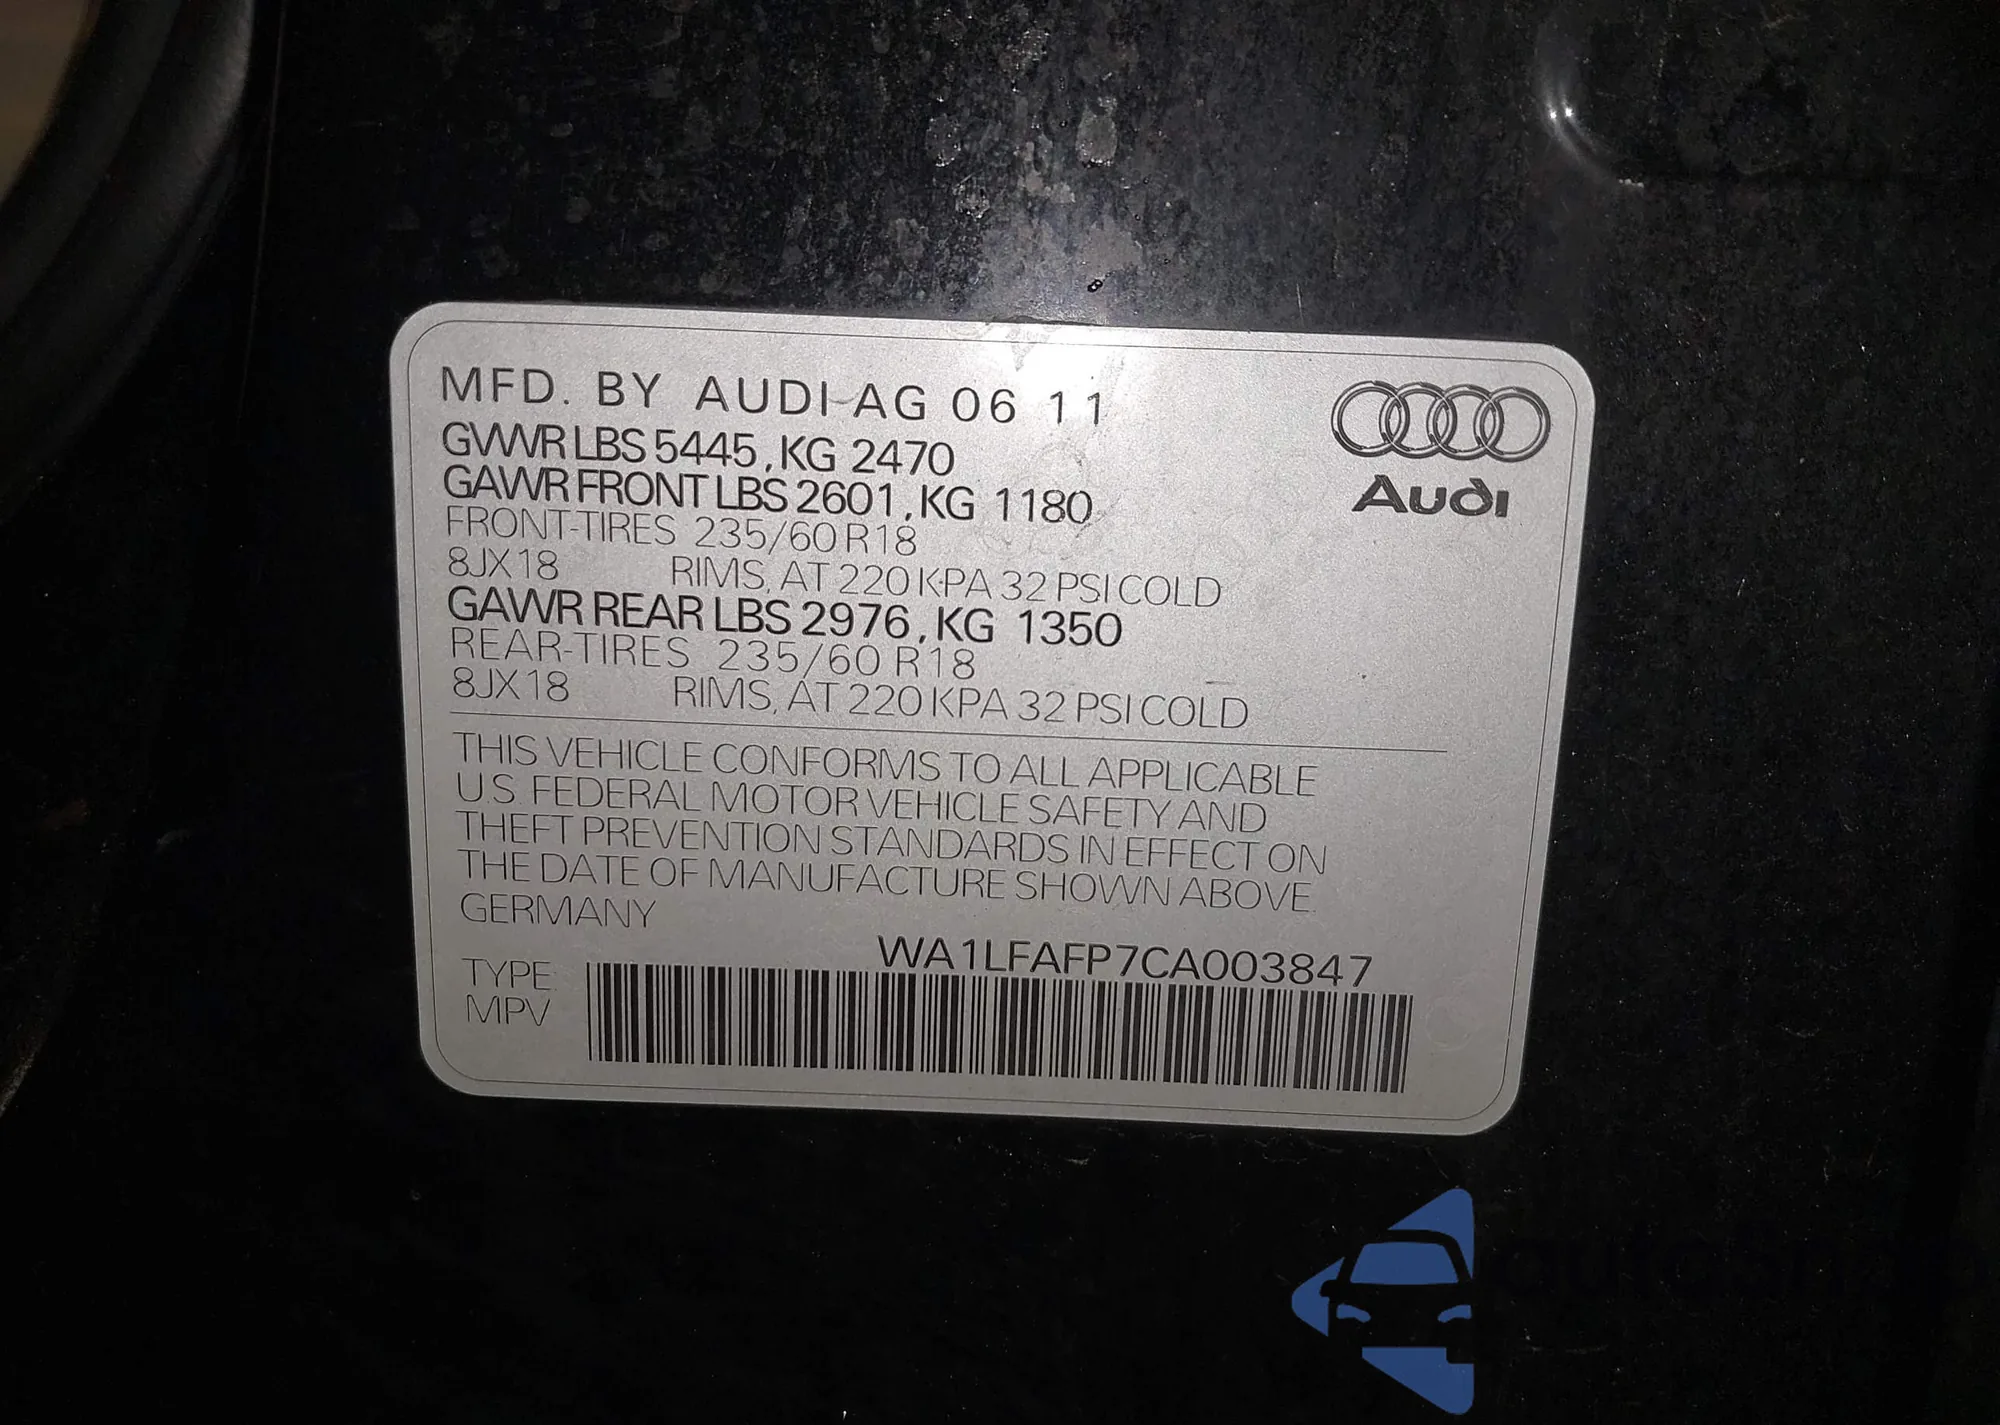 MFD. BY AUDI AG 06 11
GVWR LBS 5445, KG 2470
GAWR FRONT LBS 2601, KG 1180
FRONT-TIRES 235/60 R18
8JX18 RIMS, AT 220 KPA 32 PSI COLD
GAWR REAR LBS 2976, KG 1350
REAR-TIRES 235/60 R18
8JX18 RIMS, AT 220 KPA 32 PSI COLD
Audi
THIS VEHICLE CONFORMS TO ALL APPLICABLE
U.S. FEDERAL MOTOR VEHICLE SAFETY AND
THEFT PREVENTION STANDARDS IN EFFECT ON
THE DATE OF MANUFACTURE SHOWN ABOVE.
GERMANY
WA1LFAFP7CA003847
TYPE:
MPV